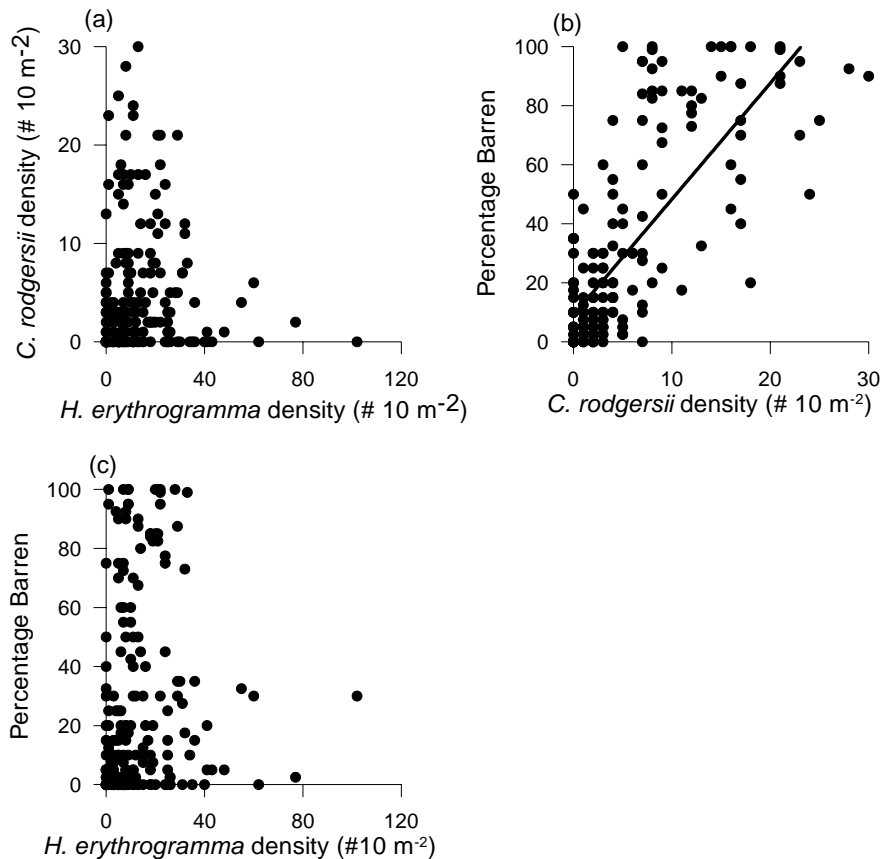 (a)
C. rodgersii density (# 10 m-2)
30
20
10
0
0 40 80 120
H. erythrogramma density (# 10 m-2)
(b)
Percentage Barren
100
80
60
40
20
0
0 10 20 30
C. rodgersii density (# 10 m-2)
(c)
Percentage Barren
100
80
60
40
20
0
0 40 80 120
H. erythrogramma density (#10 m-2)